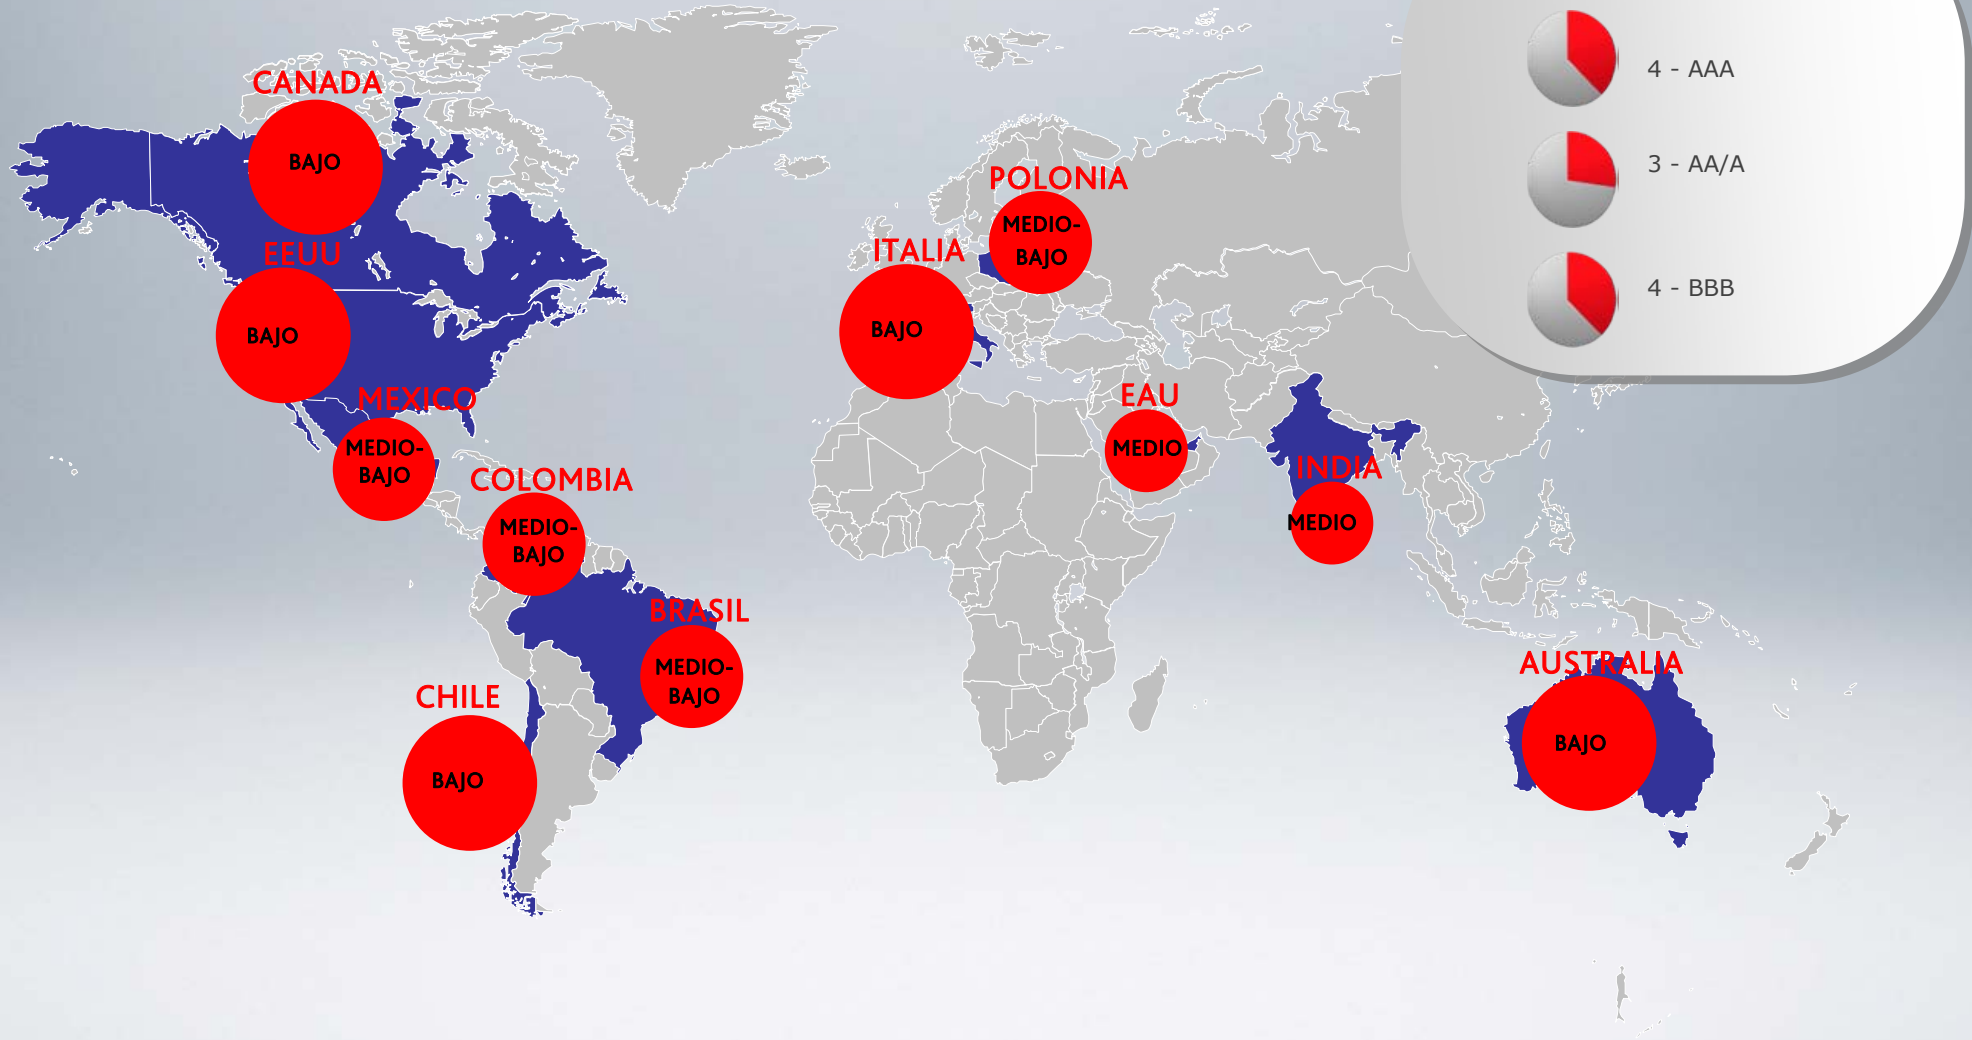 CANADA
BAJO
EEUU
BAJO
MEXICO
MEDIO-
BAJO
COLOMBIA
MEDIO-
BAJO
BRASIL
MEDIO-
BAJO
CHILE
BAJO
POLONIA
MEDIO-
BAJO
ITALIA
BAJO
EAU
MEDIO
INDIA
MEDIO
AUSTRALIA
BAJO
4 - AAA
3 - AA/A
4 - BBB